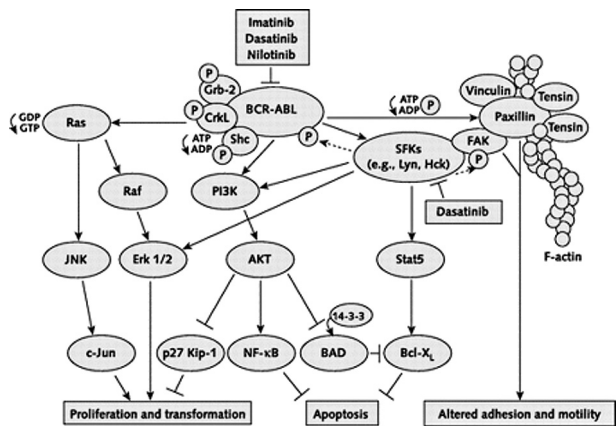 Imatinib
Dasatinib
Nilotinib
P
Grb-2
P
CrkL
BCR-ABL
ATP
ADP
P
Vinculin
Tensin
Paxillin
Tensin
GDP
GTP
Ras
ATP
ADP
Shc
P
P
SFKs
(e.g., Lyn, Hck)
FAK
P
Raf
PI3K
Dasatinib
F-actin
JNK
Erk 1/2
AKT
Stat5
14-3-3
c-Jun
p27 Kip-1
NF-κB
BAD
Bcl-XL
Proliferation and transformation
Apoptosis
Altered adhesion and motility